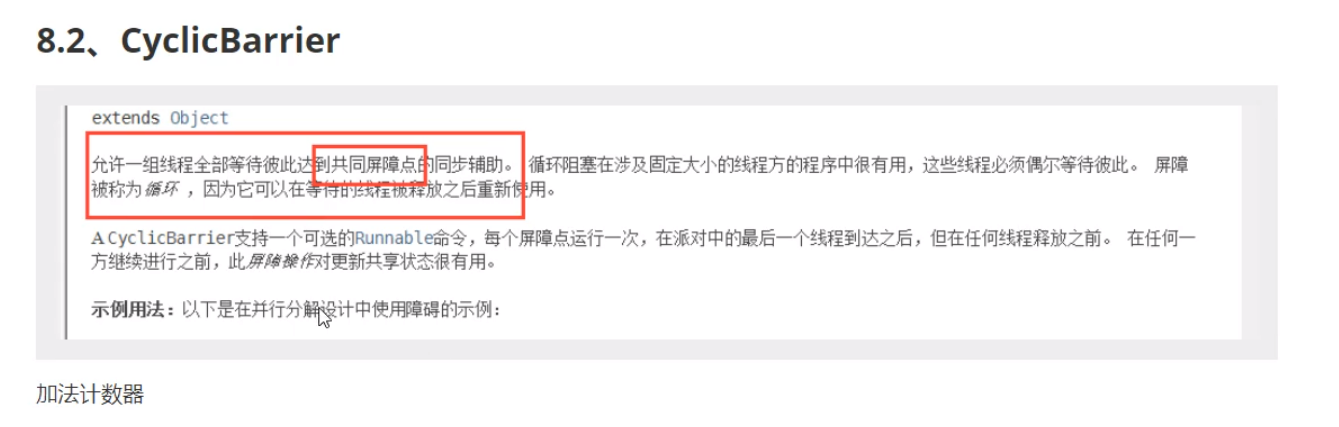 8.2、CyclicBarrier
extends Object
允许一组线程全部等待彼此达到共同屏障点的同步辅助。 循环阻塞在涉及固定大小的线程方的程序中很有用，这些线程必须偶尔等待彼此。 屏障
被称为循环 ，因为它可以在等待的线程被释放之后重新使用。
A CyclicBarrier支持一个可选的Runnable命令，每个屏障点运行一次，在派对中的最后一个线程到达之后，但在任何线程释放之前。 在任何一
方继续进行之前，此屏障操作对更新共享状态很有用。
示例用法：以下是在并行分解设计中使用障碍的示例：
加法计数器